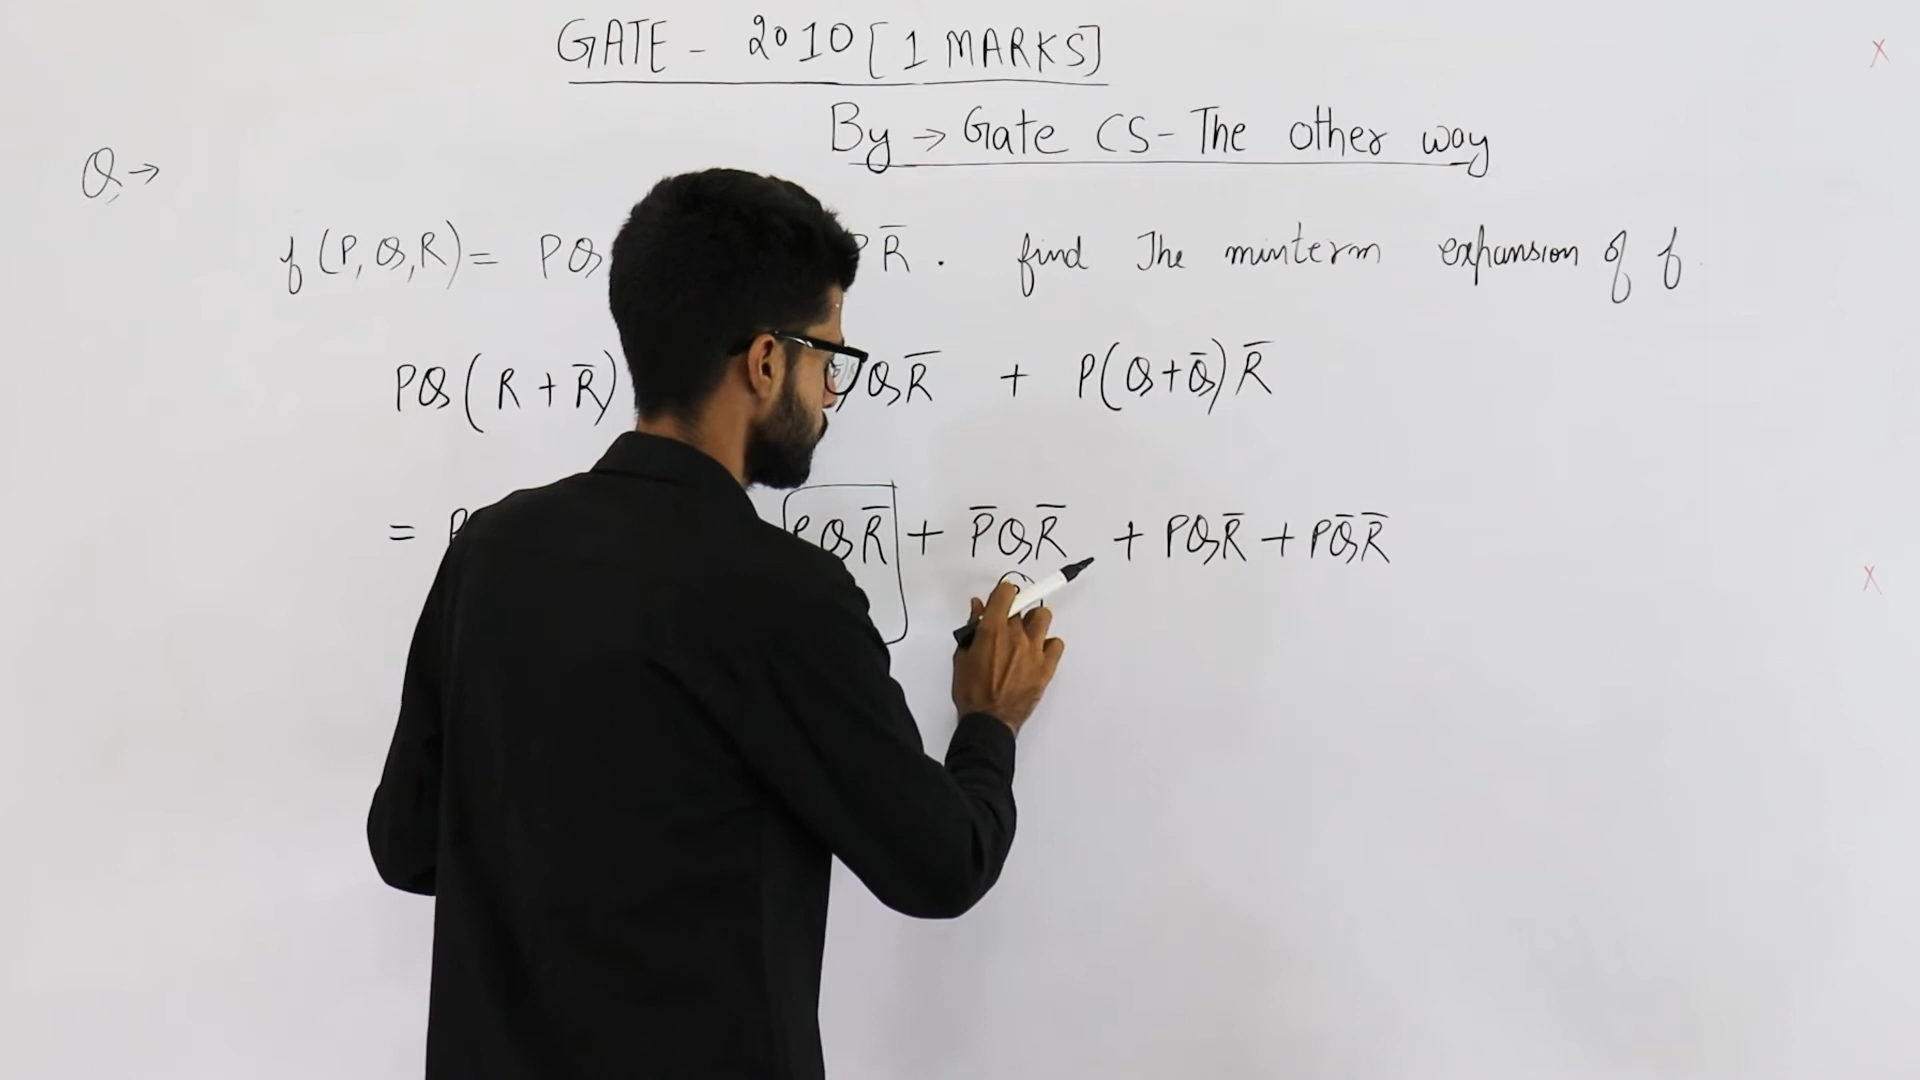 GATE - 2010 [1 MARKS]
By → Gate CS - The other way
Q →
f(P,Q,R) = PQ R̅ . find The minterm expansion of f.
PQ(R + R̅) QR̅ + P(Q+Q̅)R̅
= PQR̅ + P̅QR̅ + PQR̅ + PQ̅R̅